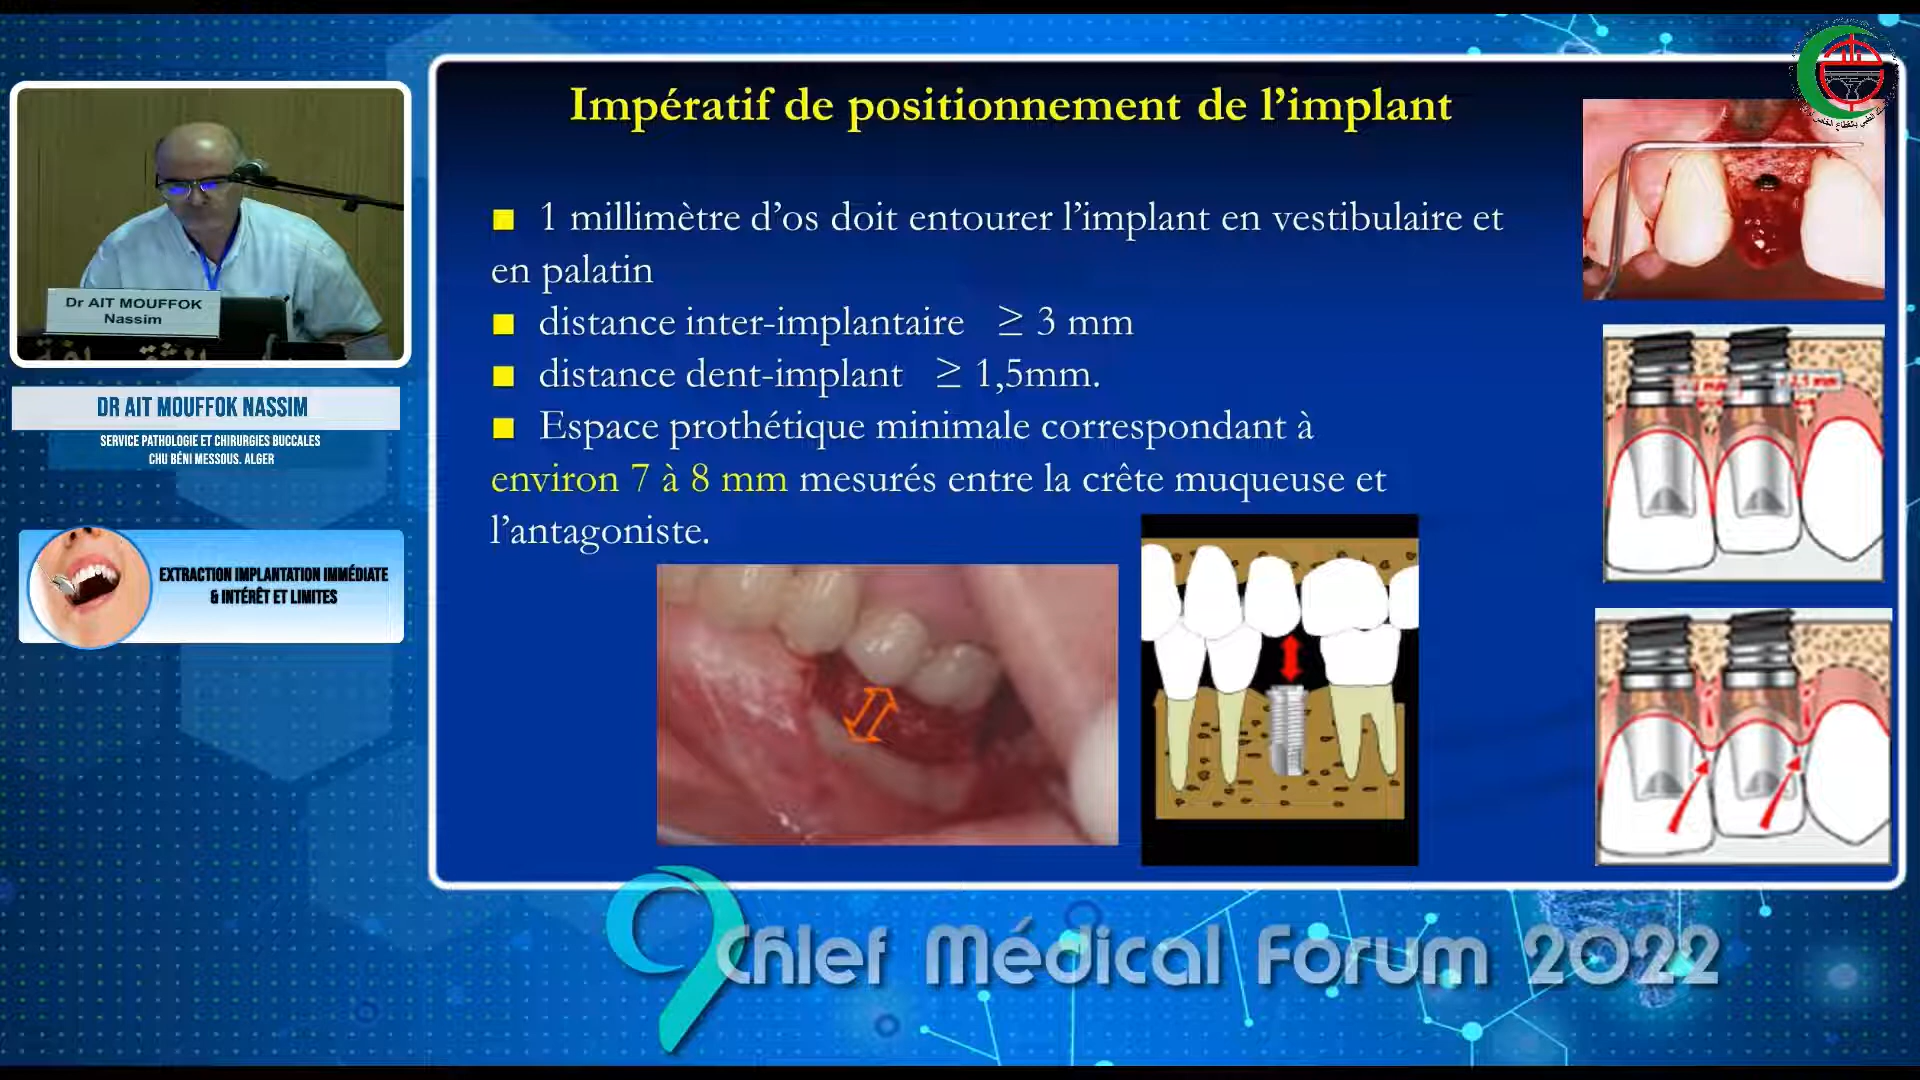 Impératif de positionnement de l’implant
■ 1 millimètre d’os doit entourer l’implant en vestibulaire et
en palatin
■ distance inter-implantaire ≥ 3 mm
■ distance dent-implant ≥ 1,5mm.
■ Espace prothétique minimale correspondant à
environ 7 à 8 mm mesurés entre la crête muqueuse et
l’antagoniste.
Dr AIT MOUFFOK
Nassim
DR AIT MOUFFOK NASSIM
SERVICE PATHOLOGIE ET CHIRURGIES BUCCALES
CHU BÉNI MESSOUS. ALGER
EXTRACTION IMPLANTATION IMMÉDIATE
& INTÉRÊT ET LIMITES
9 Chlef Médical Forum 2022